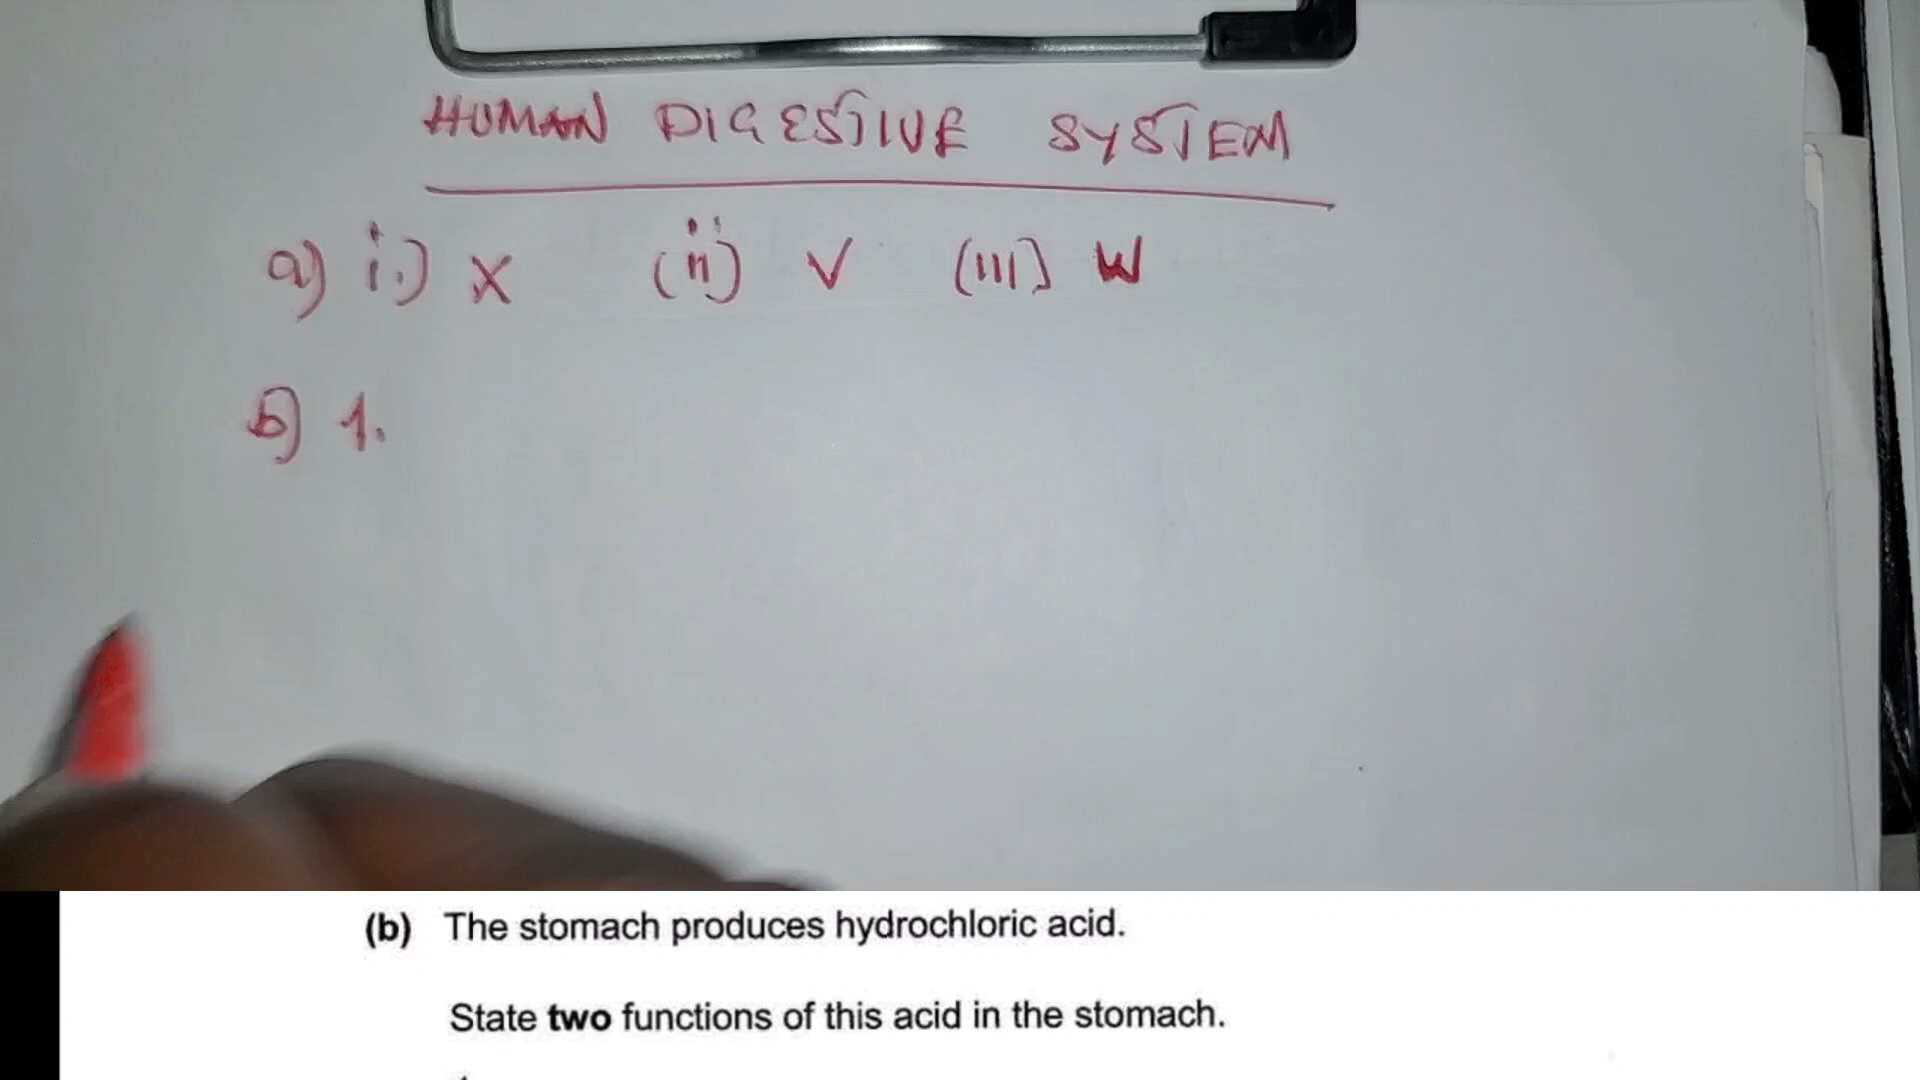 HUMAN DIGESTIVE SYSTEM
a) i.) X (ii) V (III) W
b) 1.
(b) The stomach produces hydrochloric acid.
State two functions of this acid in the stomach.